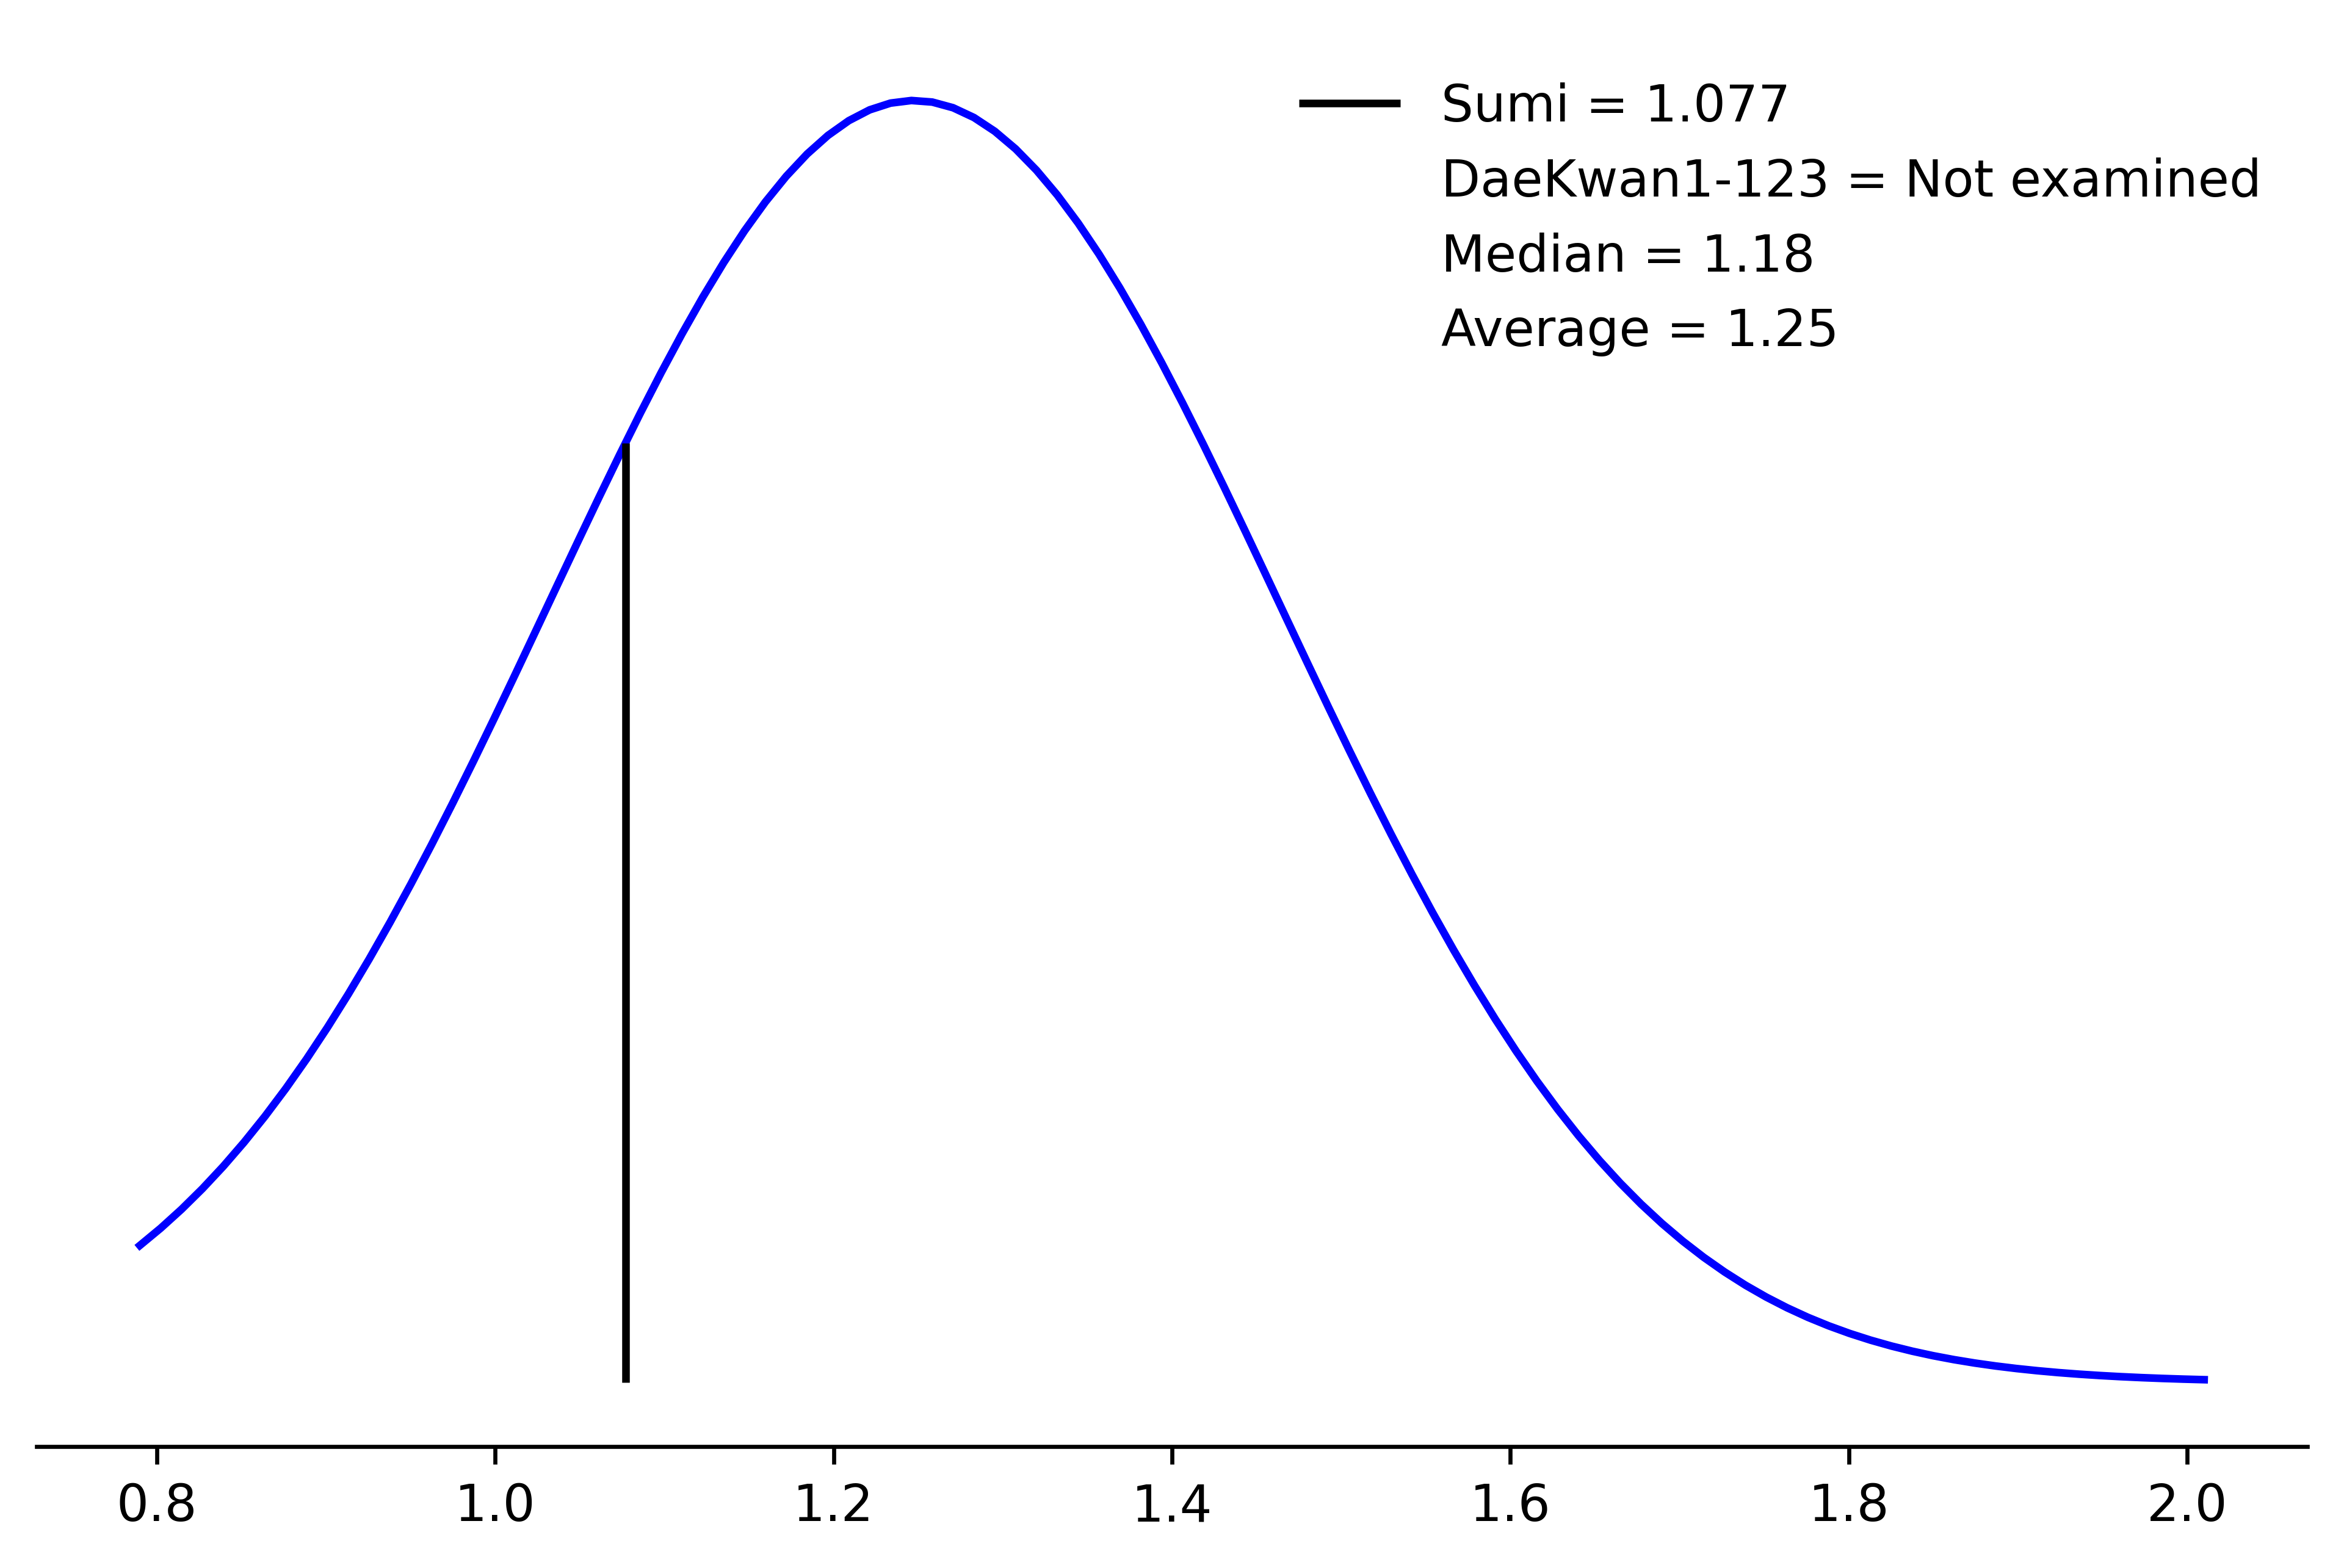 Sumi = 1.077
DaeKwan1-123 = Not examined
Median = 1.18
Average = 1.25
0.8 1.0 1.2 1.4 1.6 1.8 2.0